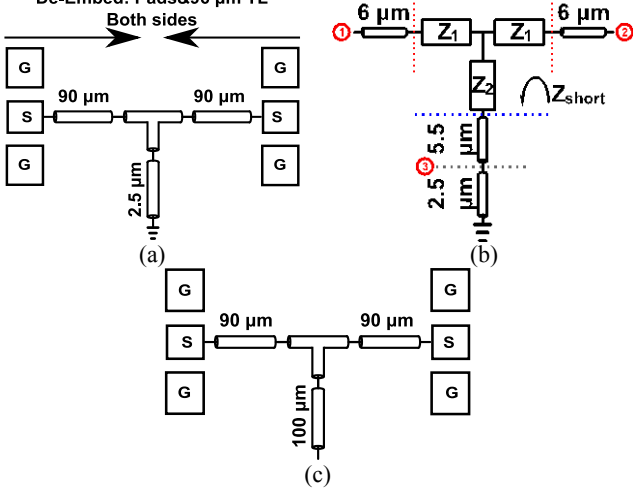 Both sides
G
G
90 µm
90 µm
S
S
G
G
2.5 µm
(a)
6 µm
6 µm
1
Z1
Z1
2
Z2
Zshort
5.5 µm
3
2.5 µm
(b)
G
G
90 µm
90 µm
S
S
G
G
100 µm
(c)